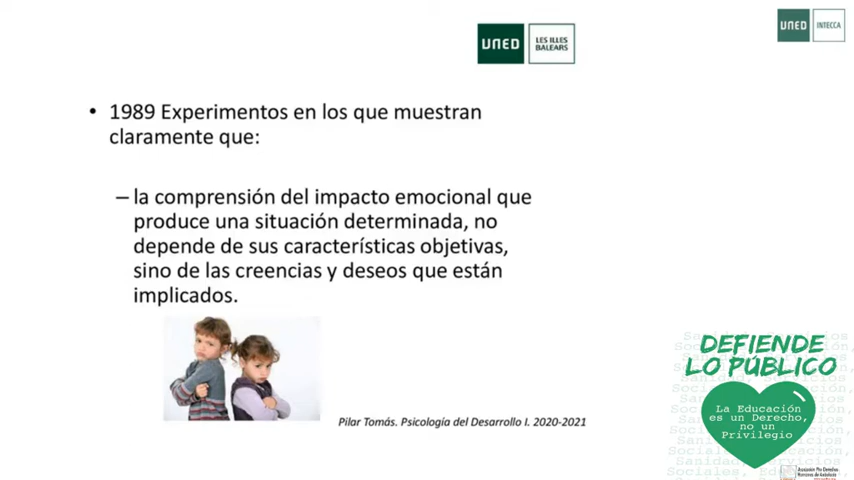 UNED
LES ILLES
BALEARS
UNED
INTECCA
• 1989 Experimentos en los que muestran
claramente que:
– la comprensión del impacto emocional que
produce una situación determinada, no
depende de sus características objetivas,
sino de las creencias y deseos que están
implicados.
Pilar Tomás. Psicología del Desarrollo I. 2020-2021
DEFIENDE
LO PÚBLICO
La Educación
es un Derecho,
no un
Privilegio